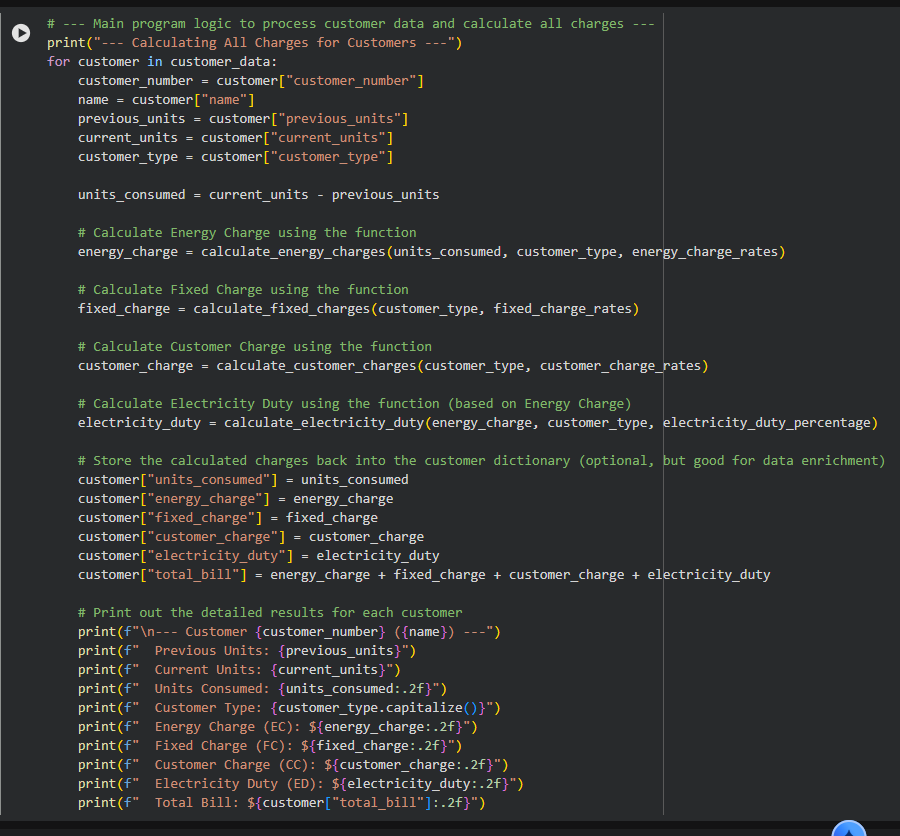 # --- Main program logic to process customer data and calculate all charges ---
print("--- Calculating All Charges for Customers ---")
for customer in customer_data:
    customer_number = customer["customer_number"]
    name = customer["name"]
    previous_units = customer["previous_units"]
    current_units = customer["current_units"]
    customer_type = customer["customer_type"]

    units_consumed = current_units - previous_units

    # Calculate Energy Charge using the function
    energy_charge = calculate_energy_charges(units_consumed, customer_type, energy_charge_rates)

    # Calculate Fixed Charge using the function
    fixed_charge = calculate_fixed_charges(customer_type, fixed_charge_rates)

    # Calculate Customer Charge using the function
    customer_charge = calculate_customer_charges(customer_type, customer_charge_rates)

    # Calculate Electricity Duty using the function (based on Energy Charge)
    electricity_duty = calculate_electricity_duty(energy_charge, customer_type, electricity_duty_percentage)

    # Store the calculated charges back into the customer dictionary (optional, but good for data enrichment)
    customer["units_consumed"] = units_consumed
    customer["energy_charge"] = energy_charge
    customer["fixed_charge"] = fixed_charge
    customer["customer_charge"] = customer_charge
    customer["electricity_duty"] = electricity_duty
    customer["total_bill"] = energy_charge + fixed_charge + customer_charge + electricity_duty

    # Print out the detailed results for each customer
    print(f"\n--- Customer {customer_number} ({name}) ---")
    print(f"  Previous Units: {previous_units}")
    print(f"  Current Units: {current_units}")
    print(f"  Units Consumed: {units_consumed:.2f}")
    print(f"  Customer Type: {customer_type.capitalize()}")
    print(f"  Energy Charge (EC): ${energy_charge:.2f}")
    print(f"  Fixed Charge (FC): ${fixed_charge:.2f}")
    print(f"  Customer Charge (CC): ${customer_charge:.2f}")
    print(f"  Electricity Duty (ED): ${electricity_duty:.2f}")
    print(f"  Total Bill: ${customer["total_bill"]:.2f}")